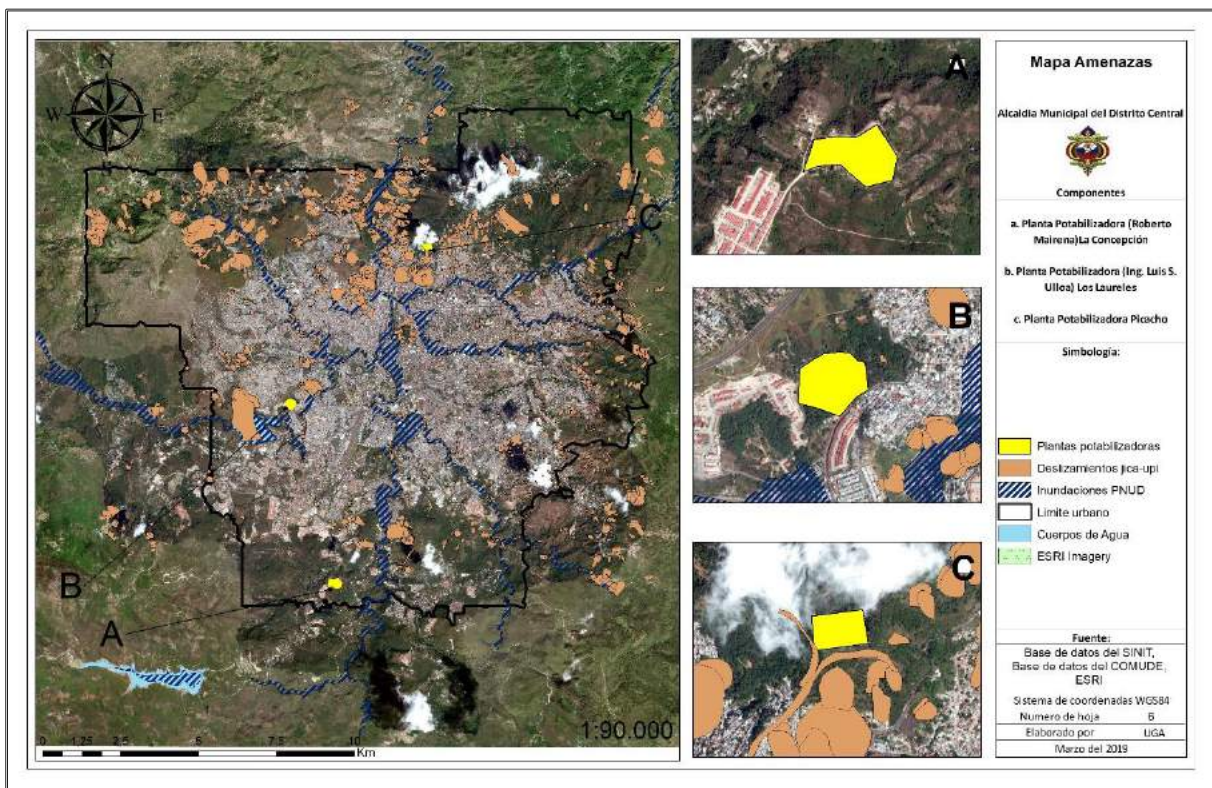 N
W E
S
C
B
A
1:90.000
0 1.25 2.5 5 7.5 10
Km
A
B
C
Mapa Amenazas
Alcaldia Municipal del Distrito Central
Componentes
a. Planta Potabilizadora (Roberto
Mairena)La Concepción
b. Planta Potabilizadora (Ing. Luis S.
Ulloa) Los Laureles
c. Planta Potabilizadora Picacho
Simbología:
Plantas potabilizadoras
Deslizamientos jica-upi
Inundaciones PNUD
Limite urbano
Cuerpos de Agua
ESRI Imagery
Fuente:
Base de datos del SINIT,
Base de datos del COMUDE,
ESRI
Sistema de coordenadas WGS84
Numero de hoja 6
Elaborado por UGA
Marzo del 2019